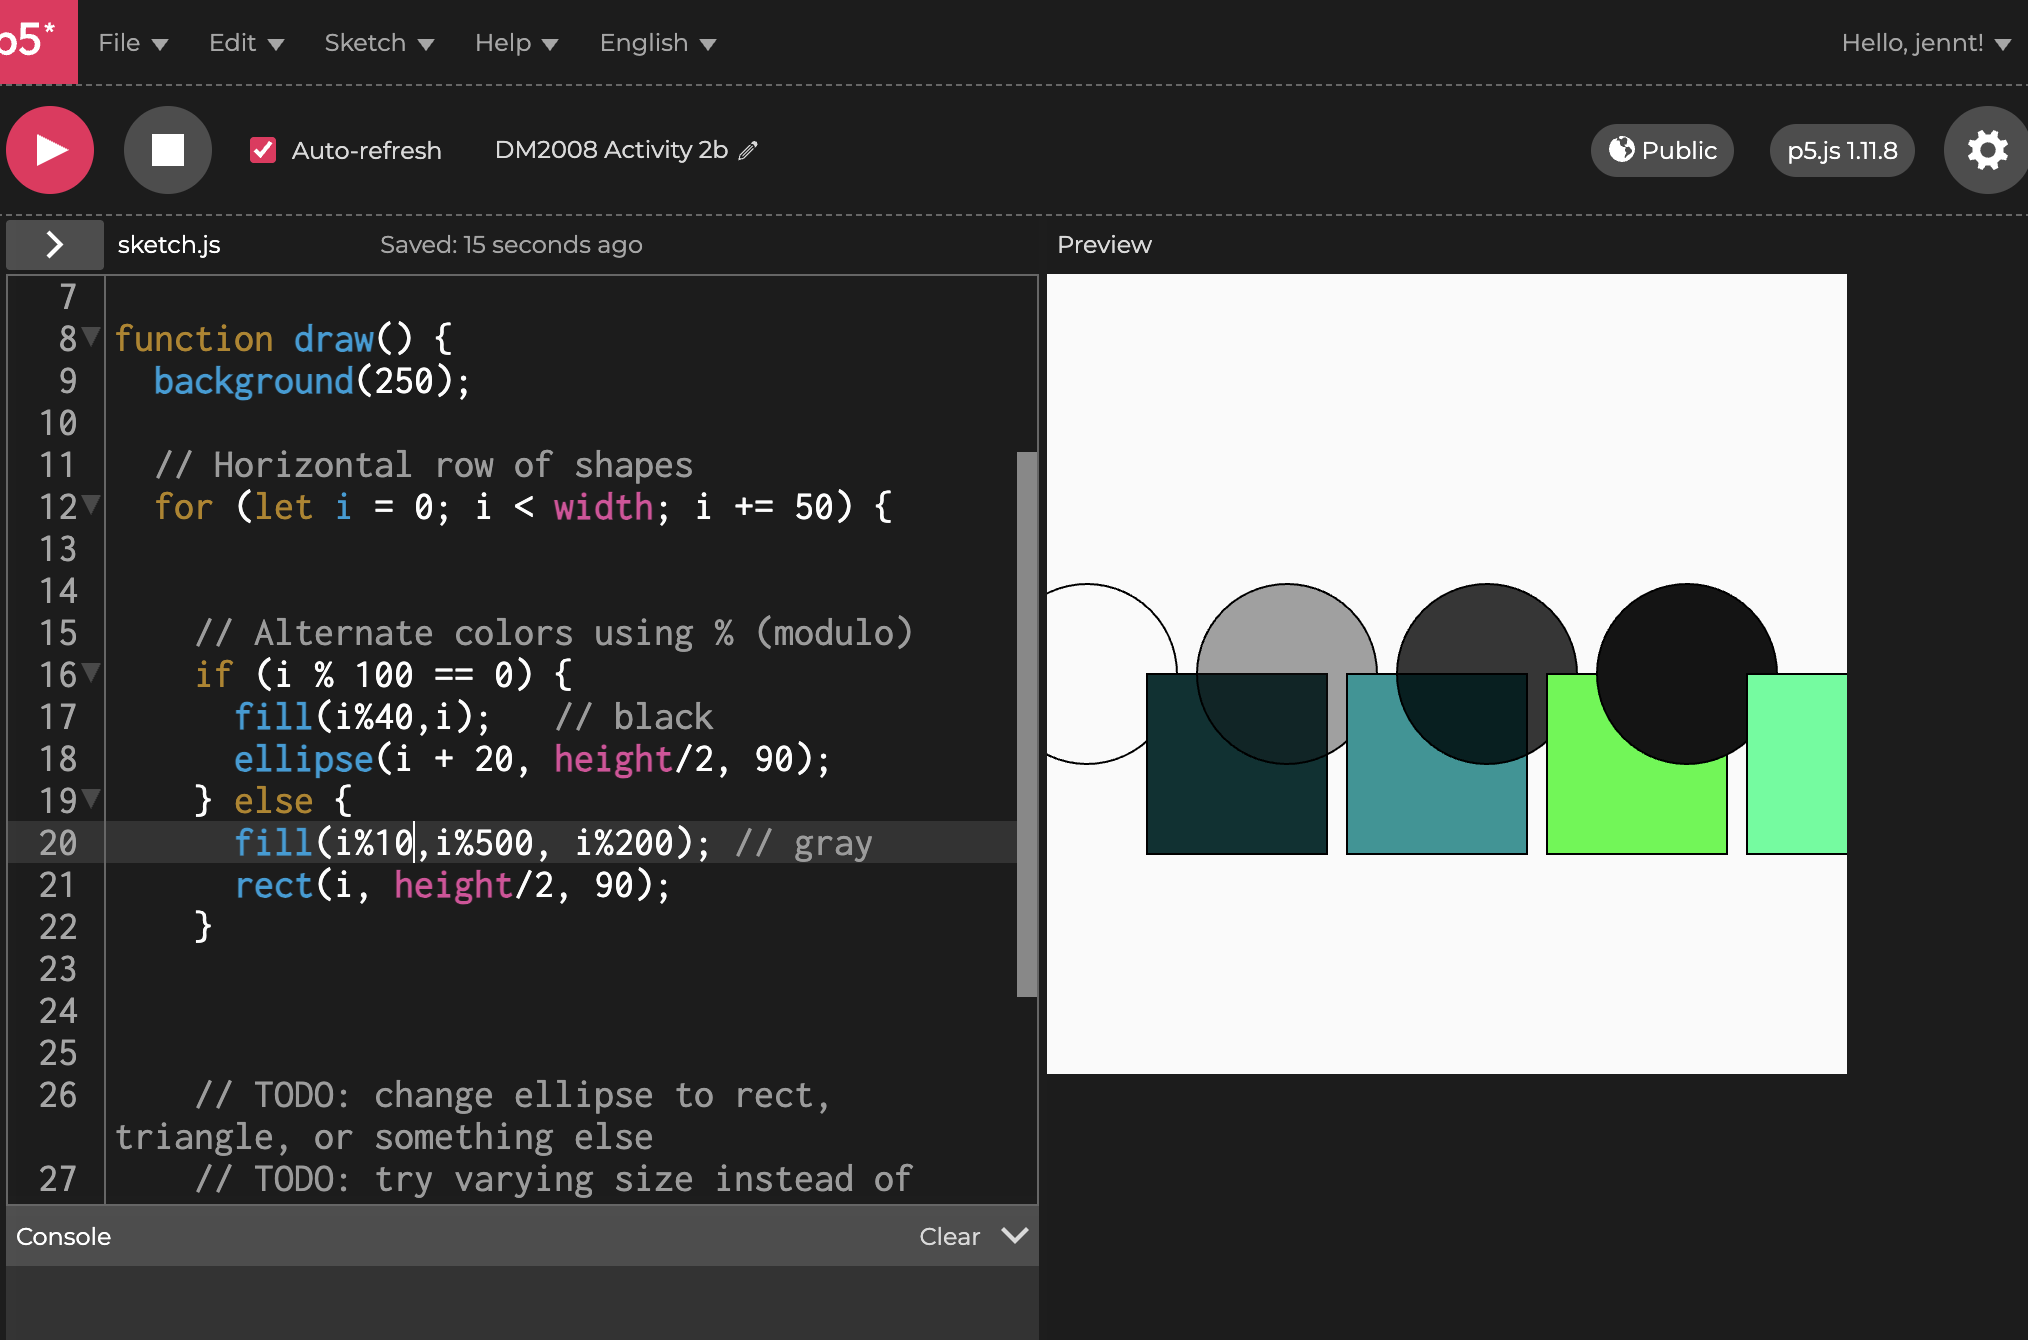 p5*
File
Edit
Sketch
Help
English
Hello, jennt!
Auto-refresh
DM2008 Activity 2b
Public
p5.js 1.11.8
sketch.js
Saved: 15 seconds ago
Preview
7
8 function draw() {
9 background(250);
10
11 // Horizontal row of shapes
12 for (let i = 0; i < width; i += 50) {
13
14
15 // Alternate colors using % (modulo)
16 if (i % 100 == 0) {
17 fill(i%40,i); // black
18 ellipse(i + 20, height/2, 90);
19 } else {
20 fill(i%10,i%500, i%200); // gray
21 rect(i, height/2, 90);
22 }
23
24
25
26 // TODO: change ellipse to rect,
triangle, or something else
27 // TODO: try varying size instead of
Console
Clear